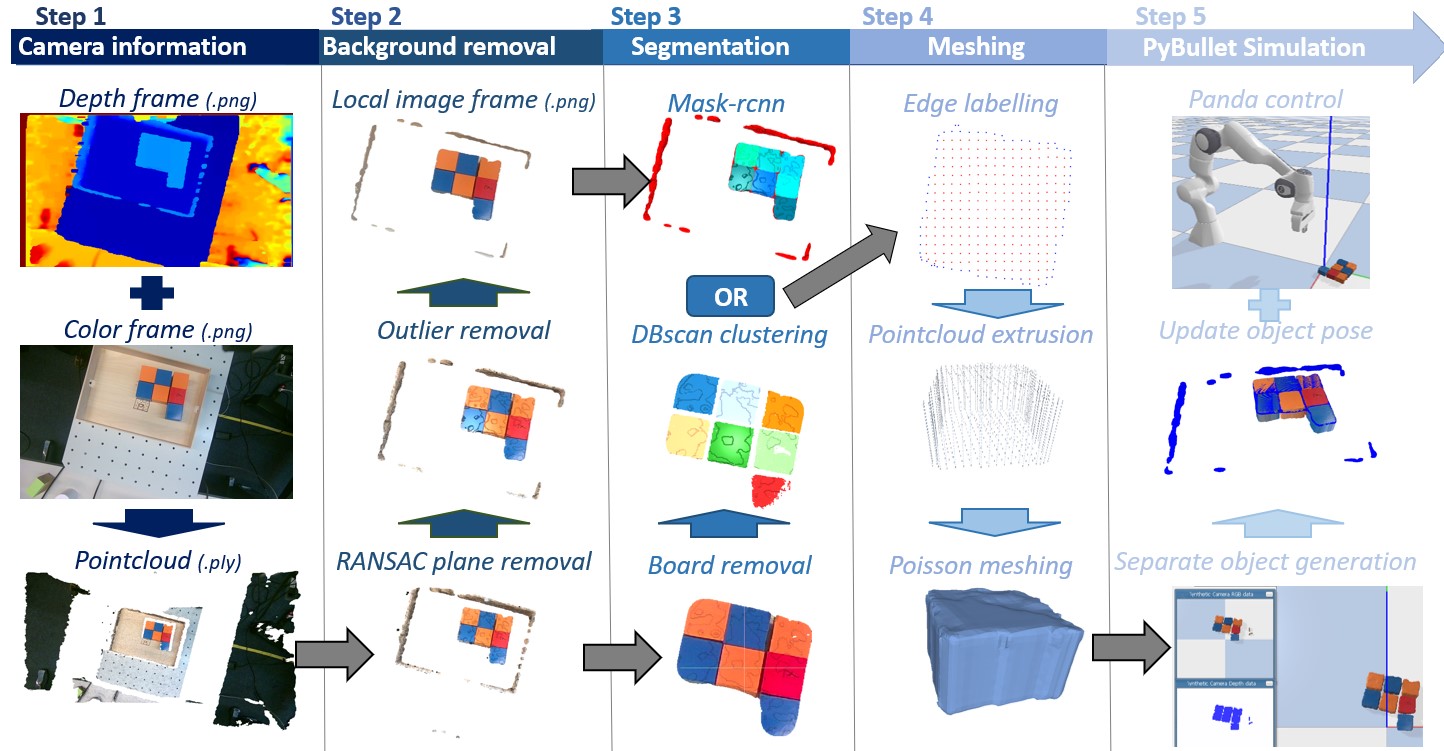 Step 1
Step 2
Step 3
Step 4
Step 5
Camera information
Background removal
Segmentation
Meshing
PyBullet Simulation
Depth frame (.png)
Color frame (.png)
Pointcloud (.ply)
Local image frame (.png)
Outlier removal
RANSAC plane removal
Mask-rcnn
OR
DBscan clustering
Board removal
Edge labelling
Pointcloud extrusion
Poisson meshing
Panda control
Update object pose
Separate object generation
Synthetic Camera RGB data
Synthetic Camera Depth data